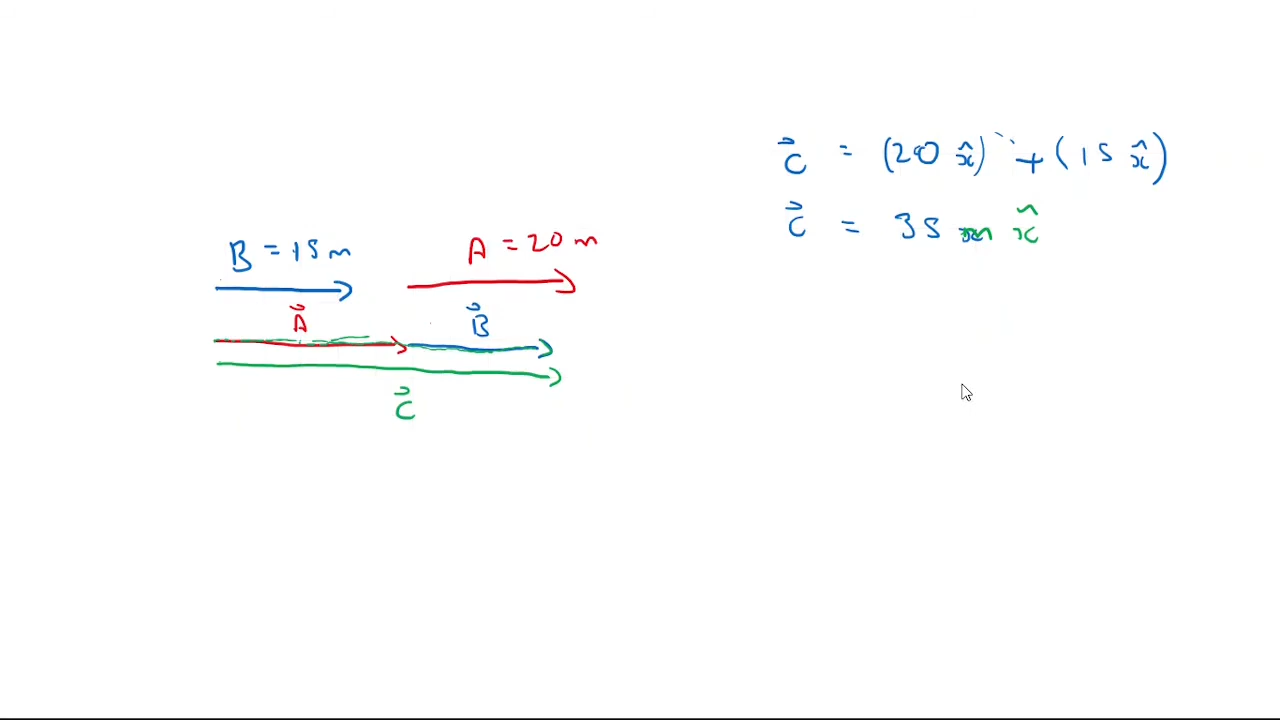 C⃗ = (20 x̂) + (15 x̂)
C⃗ = 35 m x̂
B = 15 m
A = 20 m
A⃗
B⃗
C⃗